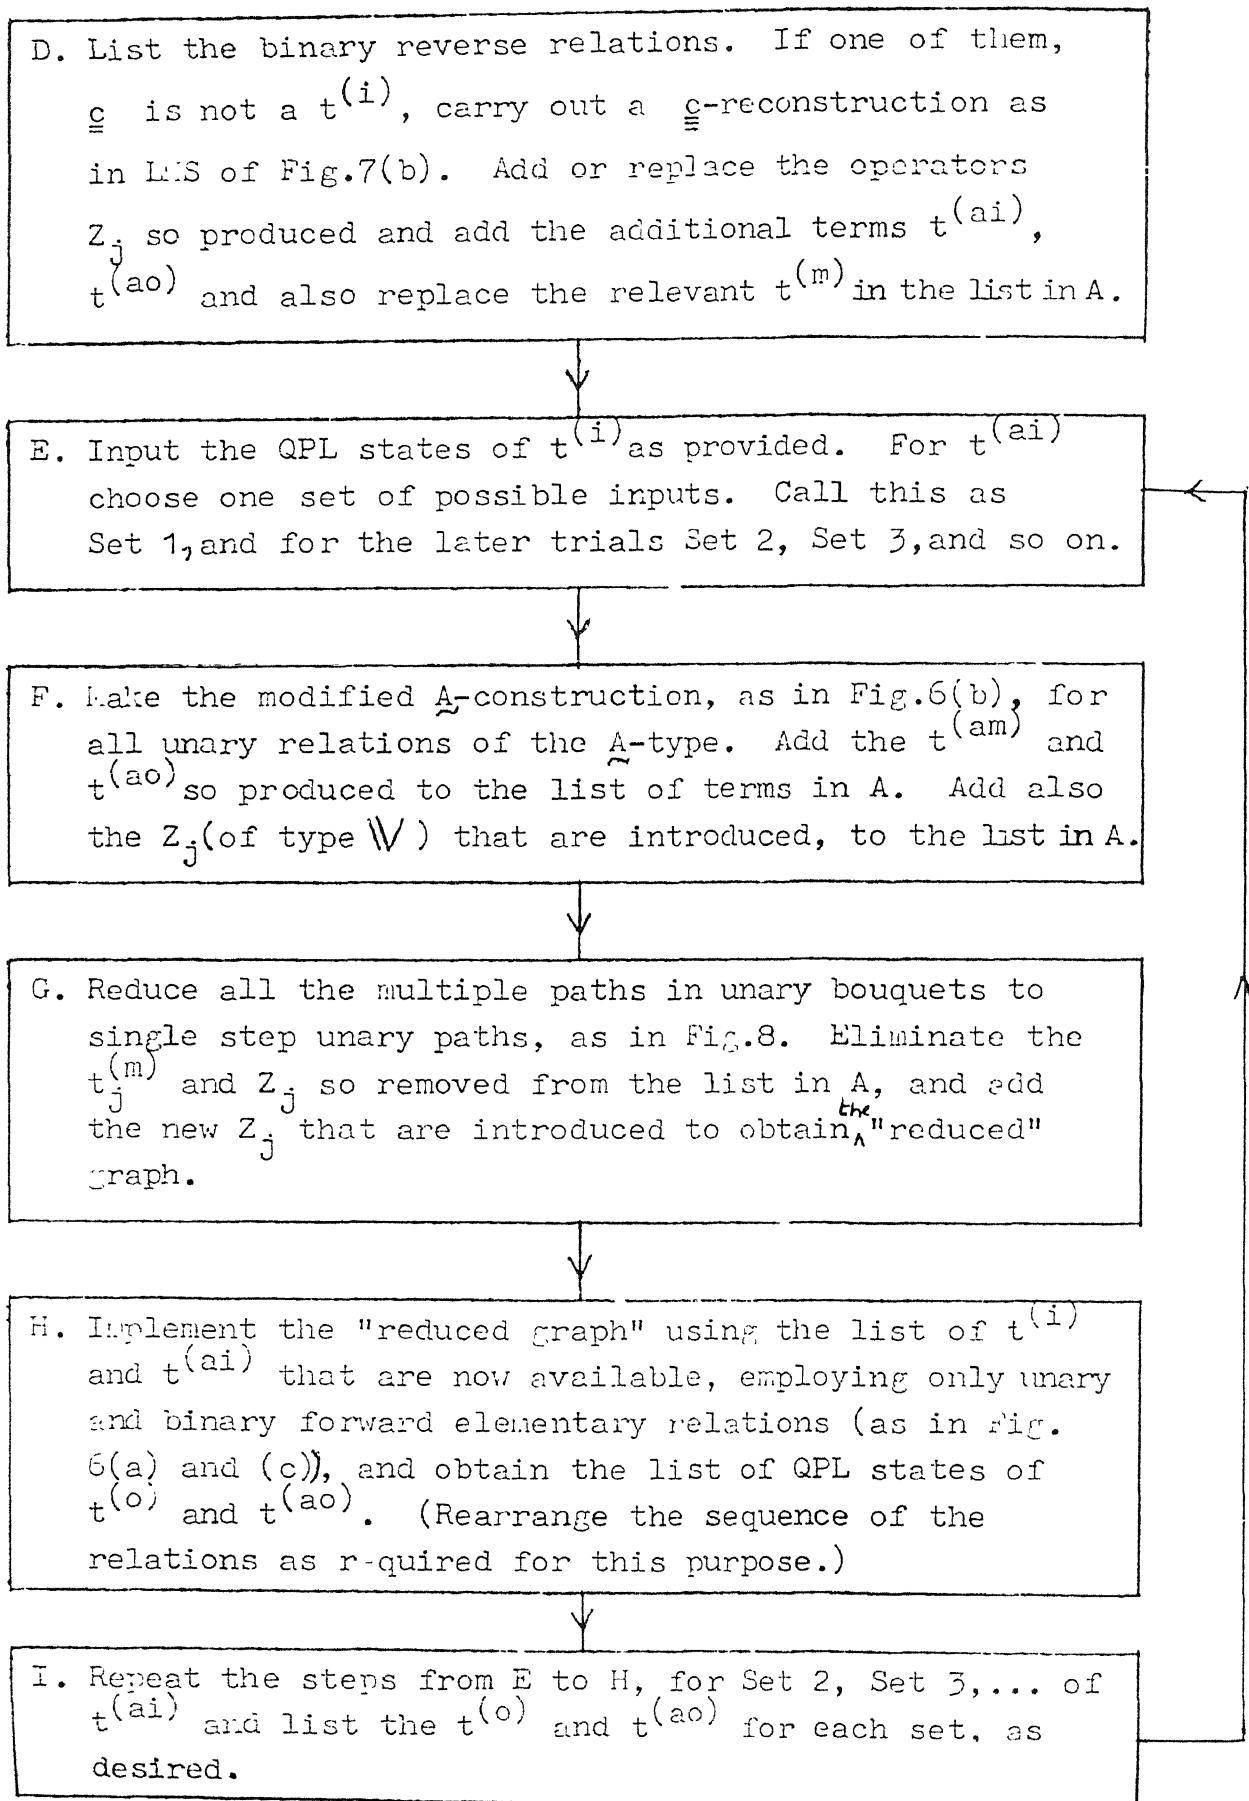 D. List the binary reverse relations. If one of them,
c is not a t^(i), carry out a c-reconstruction as
in LHS of Fig.7(b). Add or replace the operators
Z_j so produced and add the additional terms t^(ai),
t^(ao) and also replace the relevant t^(m) in the list in A.
E. Input the QPL states of t^(i) as provided. For t^(ai)
choose one set of possible inputs. Call this as
Set 1, and for the later trials Set 2, Set 3, and so on.
F. Make the modified A-construction, as in Fig.6(b), for
all unary relations of the A-type. Add the t^(am) and
t^(ao) so produced to the list of terms in A. Add also
the Z_j (of type \V) that are introduced, to the list in A.
G. Reduce all the multiple paths in unary bouquets to
single step unary paths, as in Fig.8. Eliminate the
t_j^(m) and Z_j so removed from the list in A, and add
the new Z_j that are introduced to obtain the "reduced"
graph.
H. Implement the "reduced graph" using the list of t^(i)
and t^(ai) that are now available, employing only unary
and binary forward elementary relations (as in Fig.
6(a) and (c)), and obtain the list of QPL states of
t^(o) and t^(ao). (Rearrange the sequence of the
relations as r-quired for this purpose.)
I. Repeat the steps from E to H, for Set 2, Set 3,... of
t^(ai) and list the t^(o) and t^(ao) for each set, as
desired.